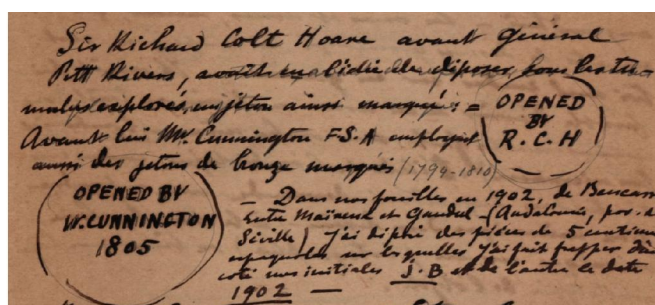 Sir Richard Colt Hoare avant général
Pitt Rivers, avait eu l'idée de déposer sous les tu-
mulus explorés, un jeton ainsi marqué : =
OPENED
BY
R. C. H
Avant lui Mr. Cunnington F.S.A employait
aussi des jetons de bronze marqués (1799-1810)
OPENED BY
W. CUNNINGTON
1805
— Dans nos fouilles en 1902, de
entre Mairena et Gandul - (Andalousie, prov. de
Séville) j'ai déposé des pièces de 5 centimes
espagnoles sur lesquelles j'ai fait frapper d'un
coté mes initiales J. B et de l'autre la date
1902 —